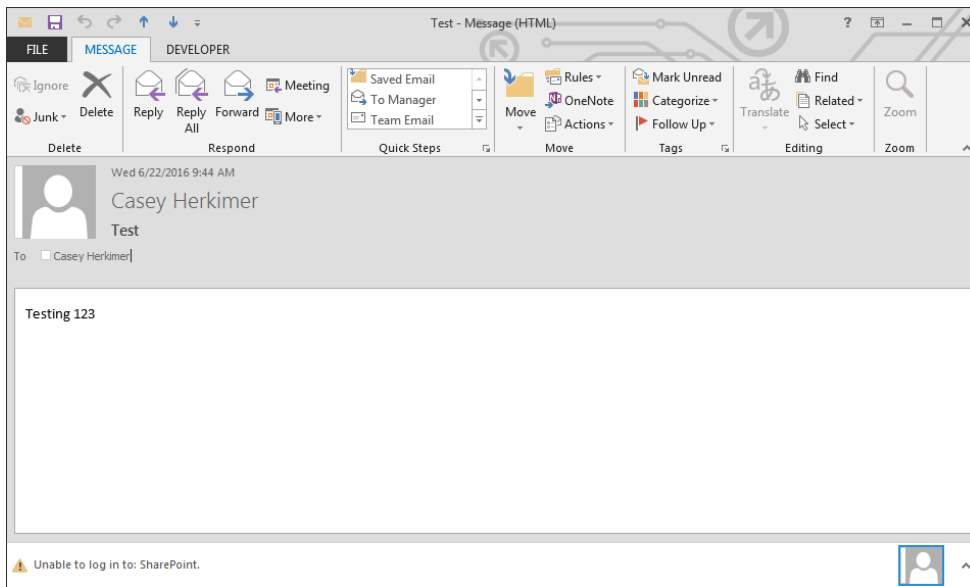 Test - Message (HTML)
?
FILE MESSAGE DEVELOPER
Ignore
Junk
Delete
Delete
Reply
Reply All
Forward
Meeting
More
Respond
Saved Email
To Manager
Team Email
Quick Steps
Move
Rules
OneNote
Actions
Move
Mark Unread
Categorize
Follow Up
Tags
Translate
Find
Related
Select
Editing
Zoom
Zoom
Wed 6/22/2016 9:44 AM
Casey Herkimer
Test
To Casey Herkimer
Testing 123
Unable to log in to: SharePoint.